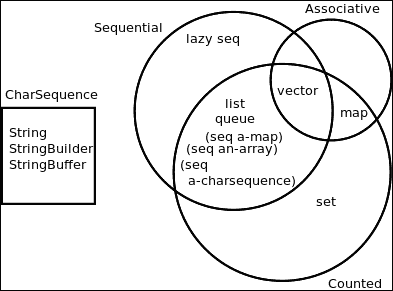 Associative
Sequential
lazy seq
CharSequence
vector
list
queue
map
String
StringBuilder
StringBuffer
(seq a-map)
(seq an-array)
(seq
a-charsequence)
set
Counted